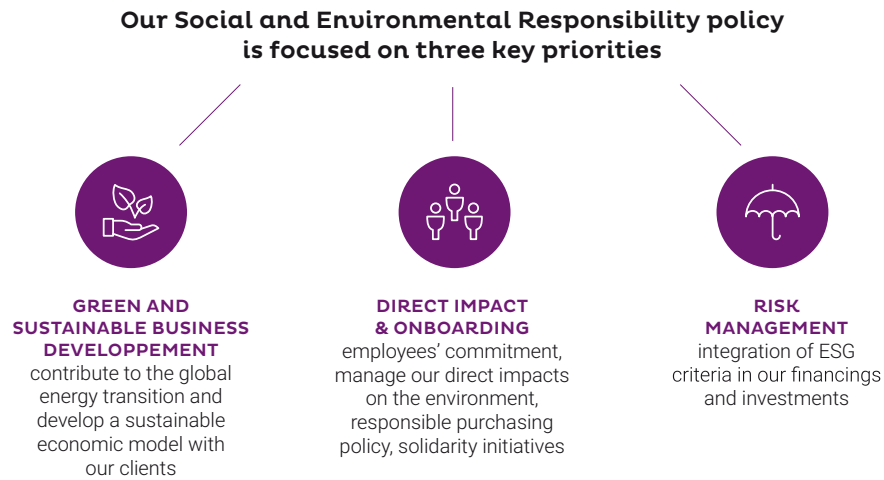 Our Social and Environmental Responsibility policy
is focused on three key priorities
GREEN AND
SUSTAINABLE BUSINESS
DEVELOPPEMENT
contribute to the global
energy transition and
develop a sustainable
economic model with
our clients
DIRECT IMPACT
& ONBOARDING
employees’ commitment,
manage our direct impacts
on the environment,
responsible purchasing
policy, solidarity initiatives
RISK
MANAGEMENT
integration of ESG
criteria in our financings
and investments